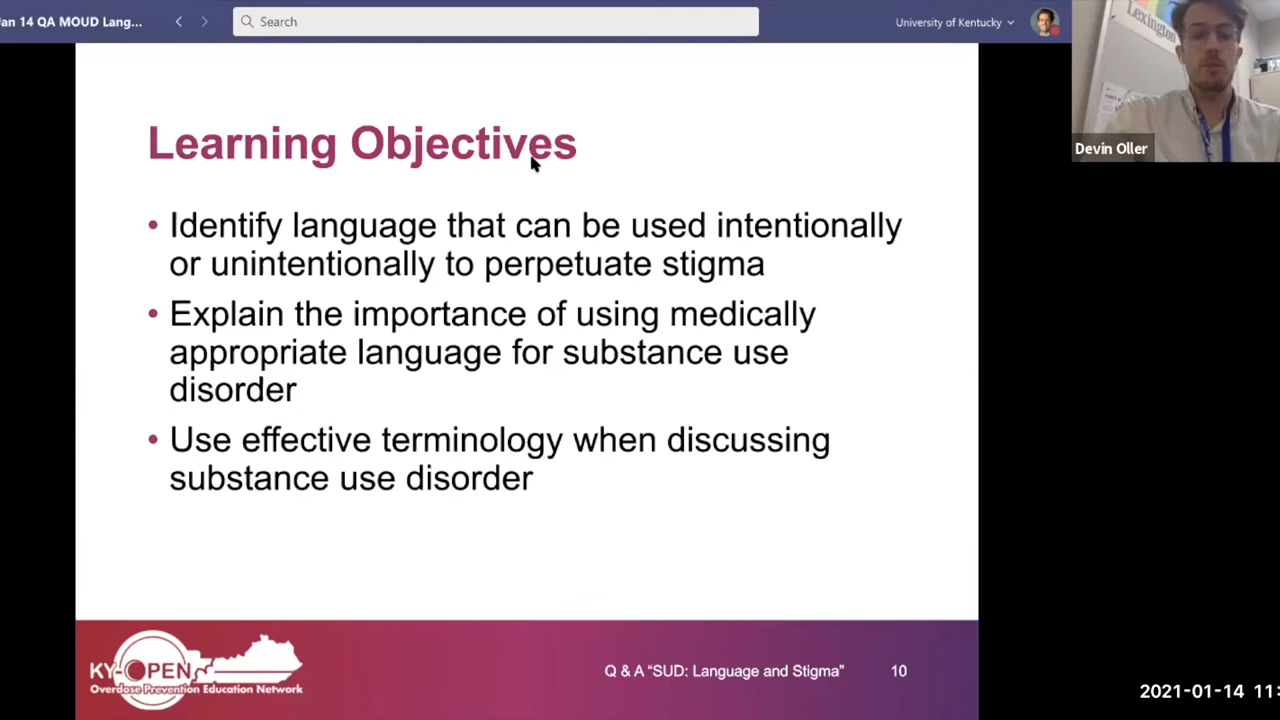 Jan 14 QA MOUD Lang...
Search
University of Kentucky
Lexington
Devin Oller
Learning Objectives
• Identify language that can be used intentionally
or unintentionally to perpetuate stigma
• Explain the importance of using medically
appropriate language for substance use
disorder
• Use effective terminology when discussing
substance use disorder
KY-OPEN
Overdose Prevention Education Network
Q & A “SUD: Language and Stigma”
10
2021-01-14 11: